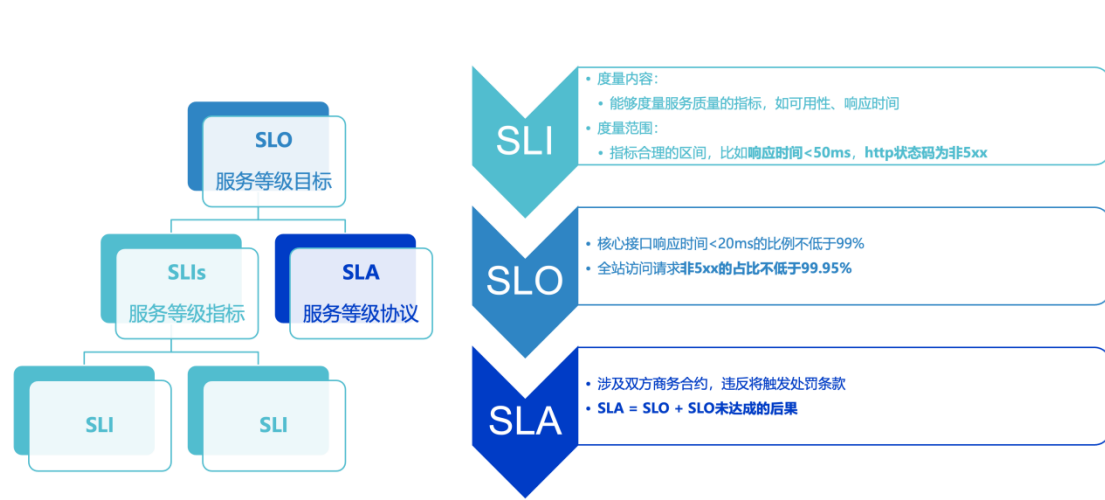 SLO
服务等级目标
SLIs
服务等级指标
SLA
服务等级协议
SLI
SLI
SLI
• 度量内容：
• 能够度量服务质量的指标，如可用性、响应时间
• 度量范围：
• 指标合理的区间，比如响应时间<50ms，http状态码为非5xx
SLO
• 核心接口响应时间<20ms的比例不低于99%
• 全站访问请求非5xx的占比不低于99.95%
SLA
• 涉及双方商务合约，违反将触发处罚条款
• SLA = SLO + SLO未达成的后果